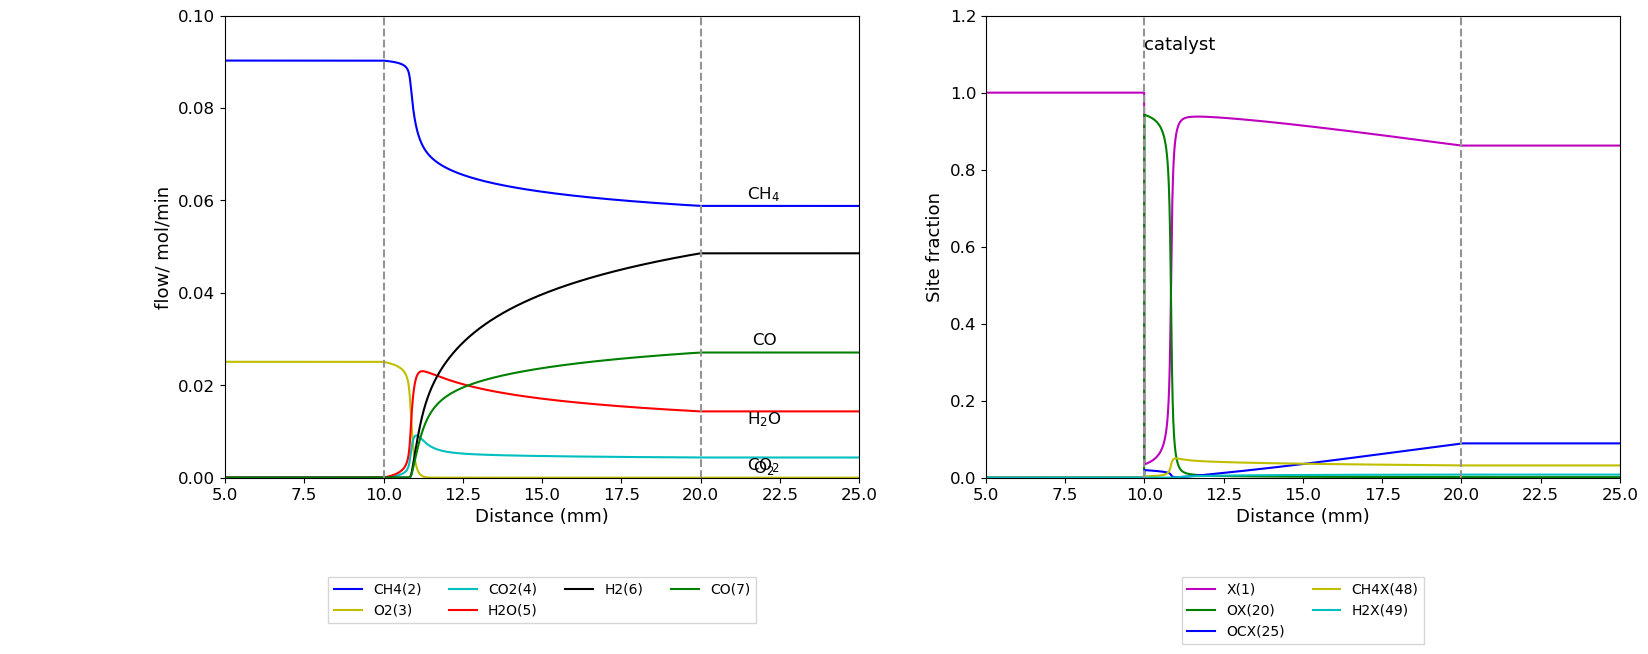 0.10
0.08
0.06
0.04
0.02
0.00
flow/ mol/min
CH₄
CO
H₂O
CO₂
O₂
5.0 7.5 10.0 12.5 15.0 17.5 20.0 22.5 25.0
Distance (mm)
CH4(2) CO2(4) H2(6) CO(7)
O2(3) H2O(5)
1.2
1.0
0.8
0.6
0.4
0.2
0.0
Site fraction
catalyst
5.0 7.5 10.0 12.5 15.0 17.5 20.0 22.5 25.0
Distance (mm)
X(1) CH4X(48)
OX(20) H2X(49)
OCX(25)